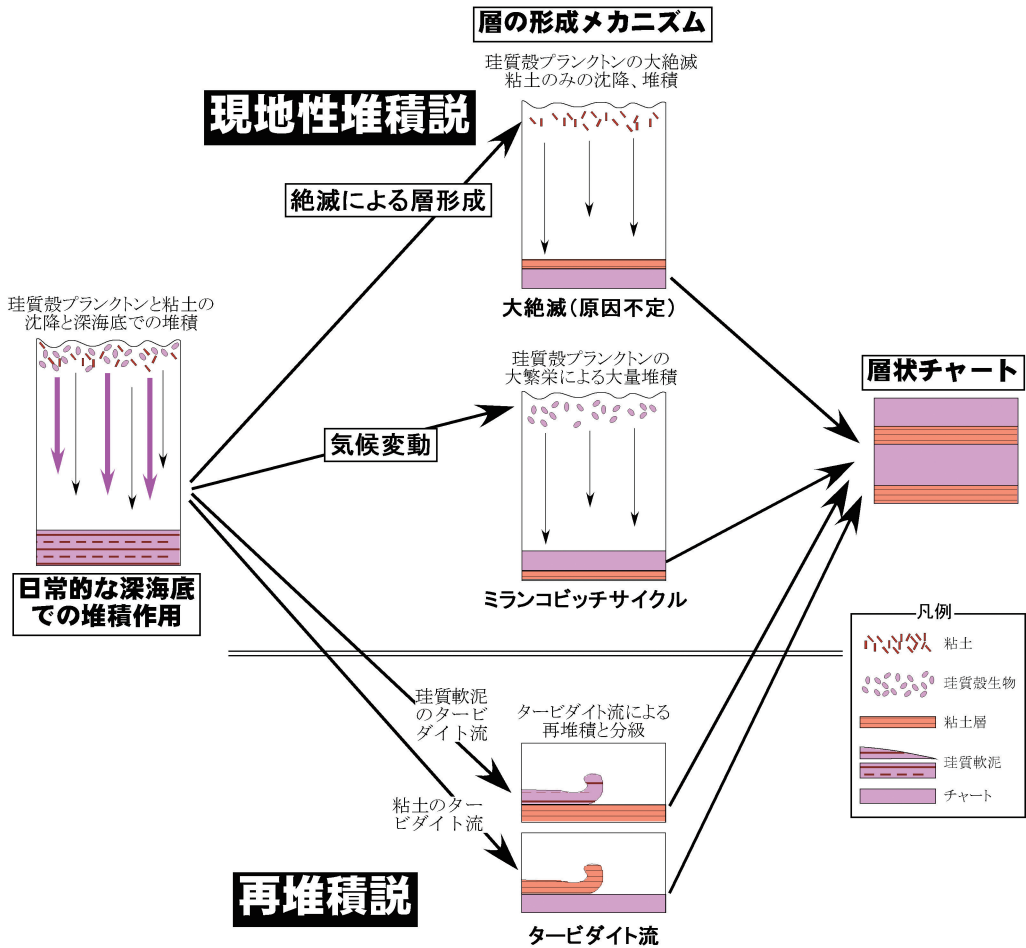 層の形成メカニズム
珪質殻プランクトンの大絶滅
粘土のみの沈降、堆積
現地性堆積説
絶滅による層形成
大絶滅(原因不定)
珪質殻プランクトンと粘土の
沈降と深海底での堆積
日常的な深海底
での堆積作用
珪質殻プランクトンの
大繁栄による大量堆積
気候変動
ミランコビッチサイクル
層状チャート
珪質軟泥
のタービ
ダイト流
タービダイト流による
再堆積と分級
粘土のター
ビダイト流
再堆積説
タービダイト流
凡例
粘土
珪質殻生物
粘土層
珪質軟泥
チャート